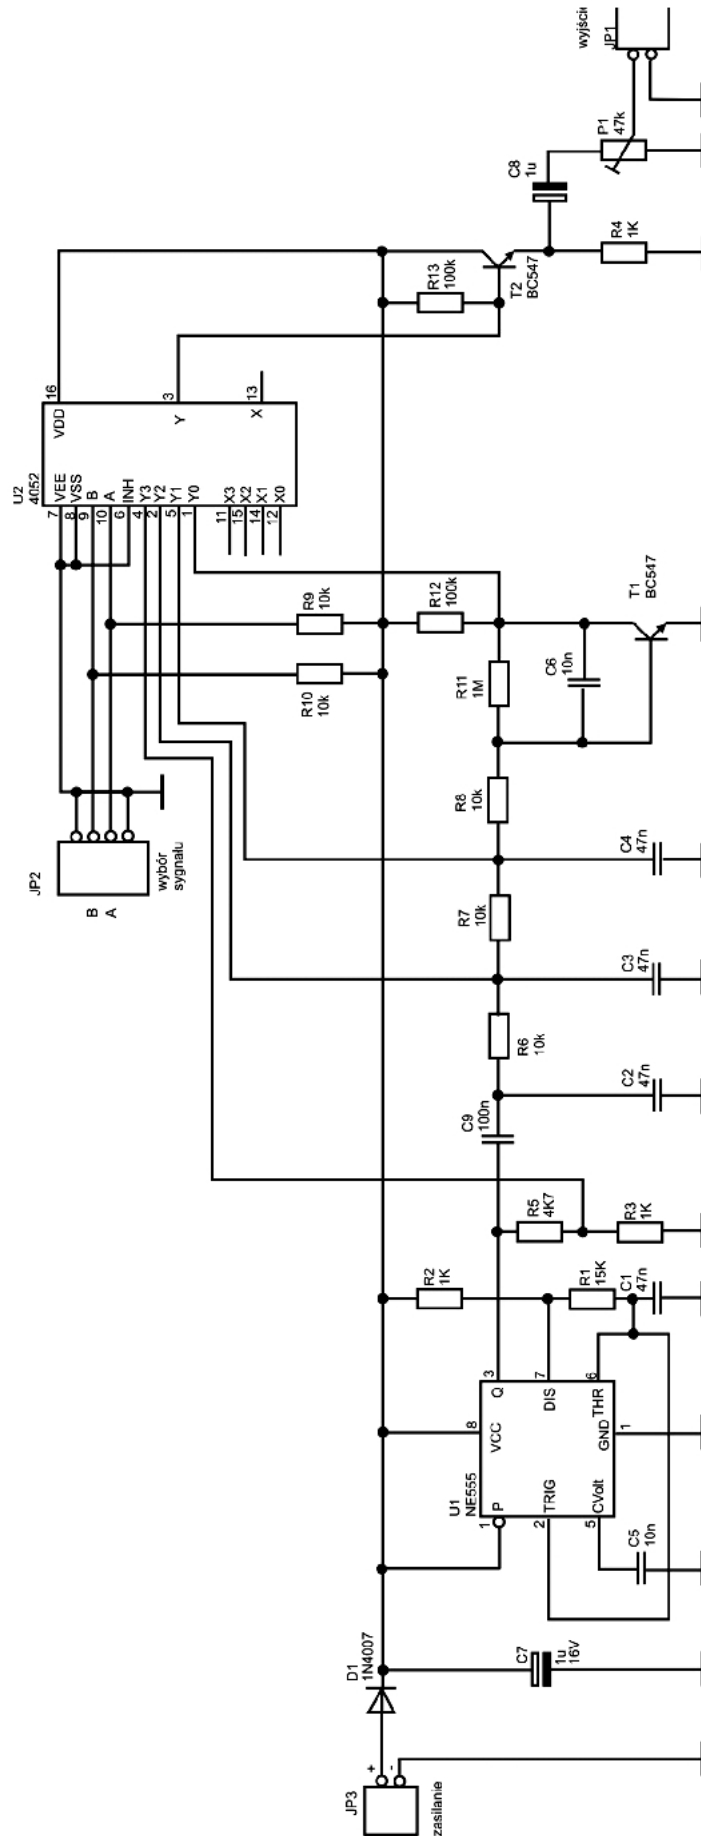 wyjście
JP1
P1
47k
C8
1u
R4
1K
R13
100k
T2
BC547
16
3
13
VDD
Y
X
U2
4052
VEE
VSS
B
A
INH
Y3
Y2
Y1
Y0
X3
X2
X1
X0
7
8
9
10
6
4
2
5
1
11
15
14
12
R9
10k
R10
10k
R12
100k
R11
1M
C6
10n
T1
BC547
R8
10k
JP2
B
A
wybór
sygnału
C4
47n
R7
10k
C3
47n
R6
10k
C2
47n
C9
100n
R5
4K7
R3
1K
R2
1K
R1
15K
C1
47n
3
7
6
Q
DIS
THR
8
VCC
GND
1
U1
NE555
P
TRIG
CVolt
1
2
5
C5
10n
D1
1N4007
C7
1u
16V
JP3
+
-
zasilanie